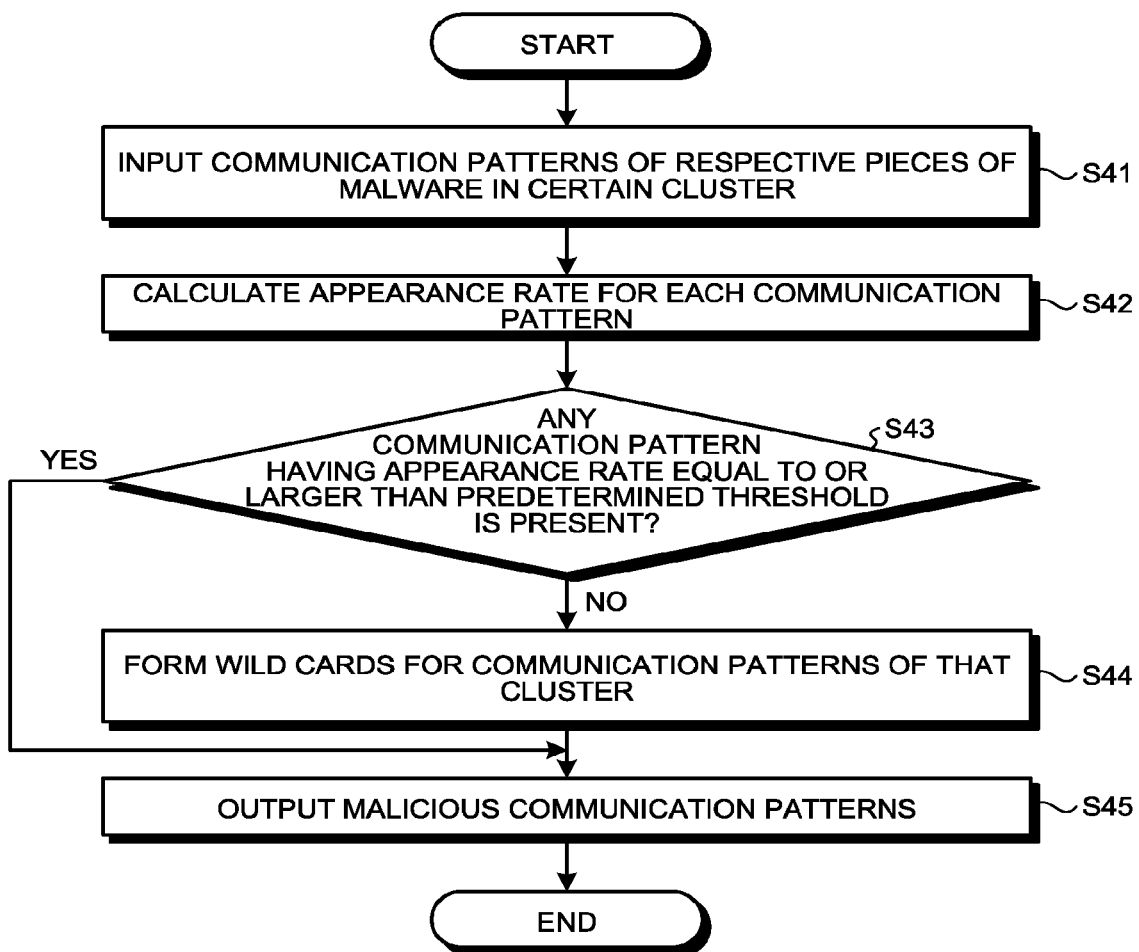 START
INPUT COMMUNICATION PATTERNS OF RESPECTIVE PIECES OF
MALWARE IN CERTAIN CLUSTER
S41
CALCULATE APPEARANCE RATE FOR EACH COMMUNICATION
PATTERN
S42
ANY
COMMUNICATION PATTERN
HAVING APPEARANCE RATE EQUAL TO OR
LARGER THAN PREDETERMINED THRESHOLD
IS PRESENT?
S43
YES
NO
FORM WILD CARDS FOR COMMUNICATION PATTERNS OF THAT
CLUSTER
S44
OUTPUT MALICIOUS COMMUNICATION PATTERNS
S45
END